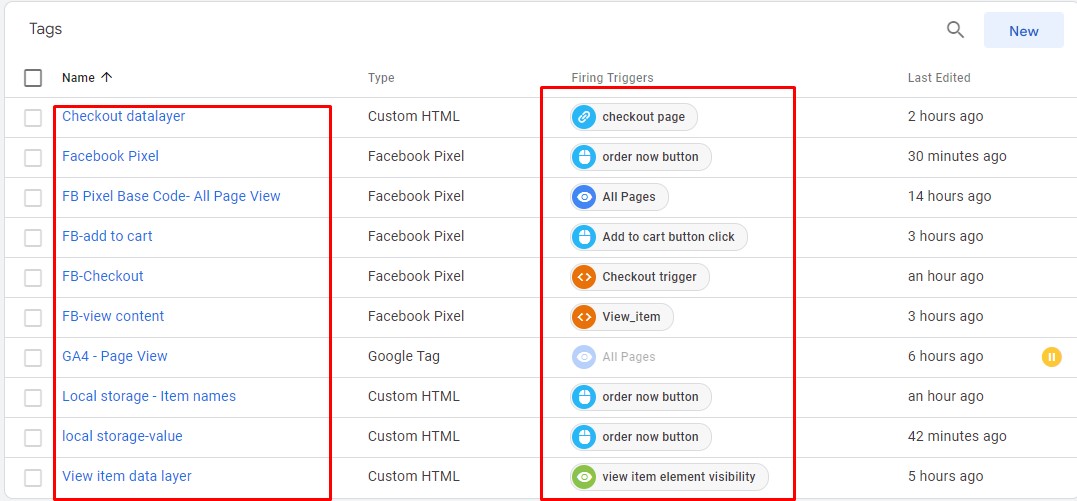 Tags
New
Name Type Firing Triggers Last Edited
Checkout datalayer Custom HTML checkout page 2 hours ago
Facebook Pixel Facebook Pixel order now button 30 minutes ago
FB Pixel Base Code- All Page View Facebook Pixel All Pages 14 hours ago
FB-add to cart Facebook Pixel Add to cart button click 3 hours ago
FB-Checkout Facebook Pixel Checkout trigger an hour ago
FB-view content Facebook Pixel View_item 3 hours ago
GA4 - Page View Google Tag All Pages 6 hours ago
Local storage - Item names Custom HTML order now button an hour ago
local storage-value Custom HTML order now button 42 minutes ago
View item data layer Custom HTML view item element visibility 5 hours ago